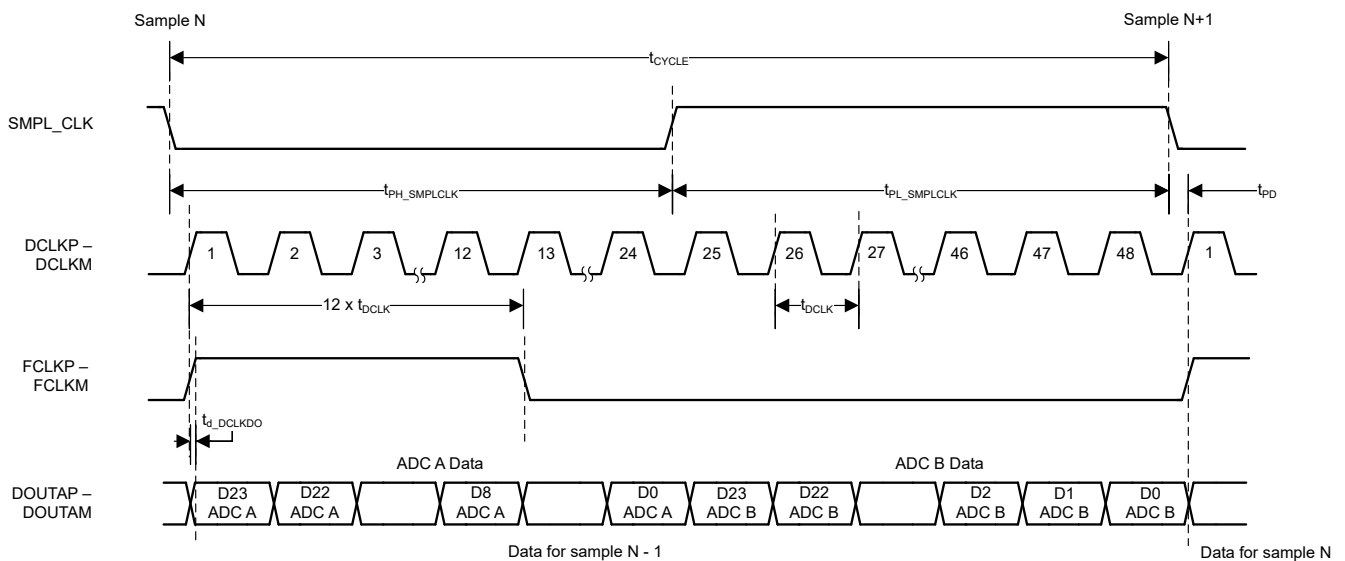 Sample N
Sample N+1
tCYCLE
SMPL_CLK
tPH_SMPLCLK
tPL_SMPLCLK
tPD
DCLKP –
DCLKM
1 2 3 12 13 24 25 26 27 46 47 48 1
12 x tDCLK
tDCLK
FCLKP –
FCLKM
td_DCLKDO
ADC A Data
ADC B Data
DOUTAP –
DOUTAM
D23 D22 D8 D0 D23 D22 D2 D1 D0
ADC A ADC A ADC A ADC A ADC B ADC B ADC B ADC B ADC B
Data for sample N - 1
Data for sample N